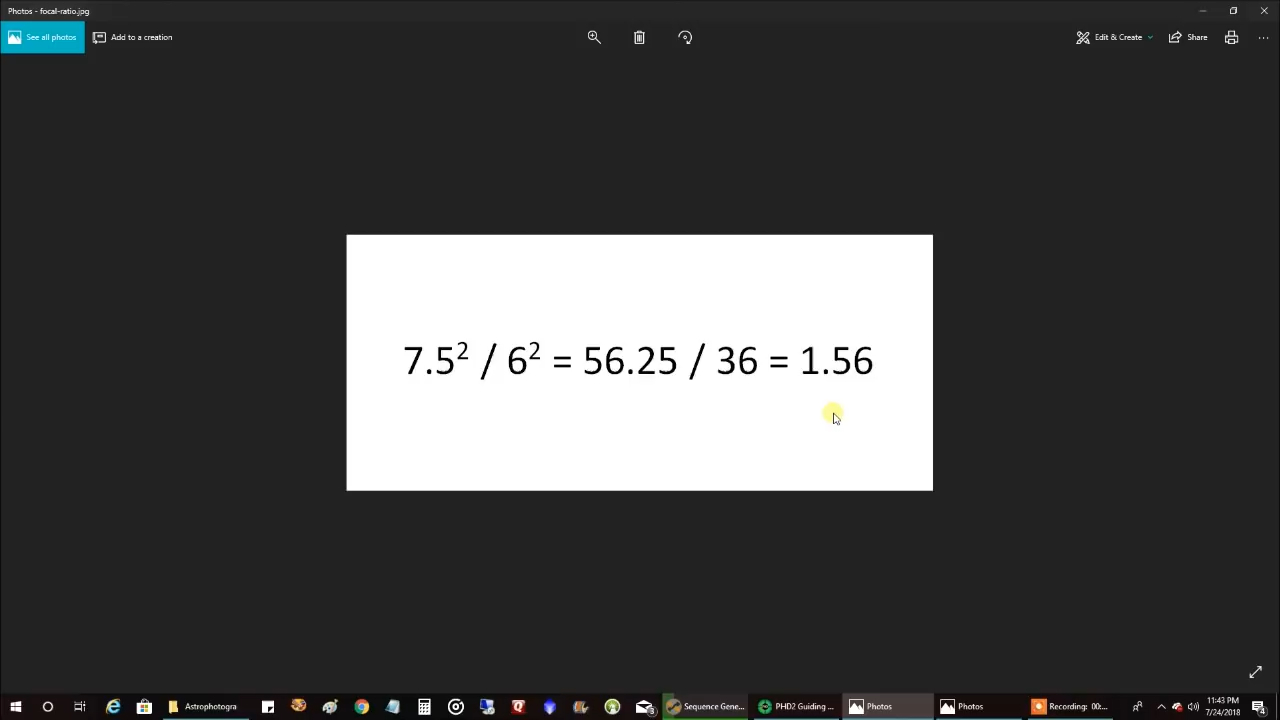 Photos - focal-ratio.jpg
See all photos
Add to a creation
Edit & Create
Share
7.5² / 6² = 56.25 / 36 = 1.56
Astrophotogra
Sequence Gene...
PHD2 Guiding ...
Photos
Photos
Recording: 00:...
11:43 PM
7/24/2018